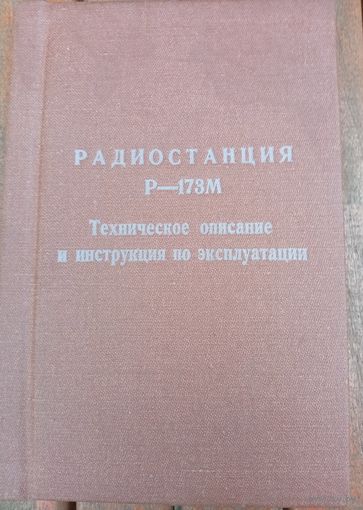 РАДИОСТАНЦИЯ
Р—173М
Техническое описание
и инструкция по эксплуатации